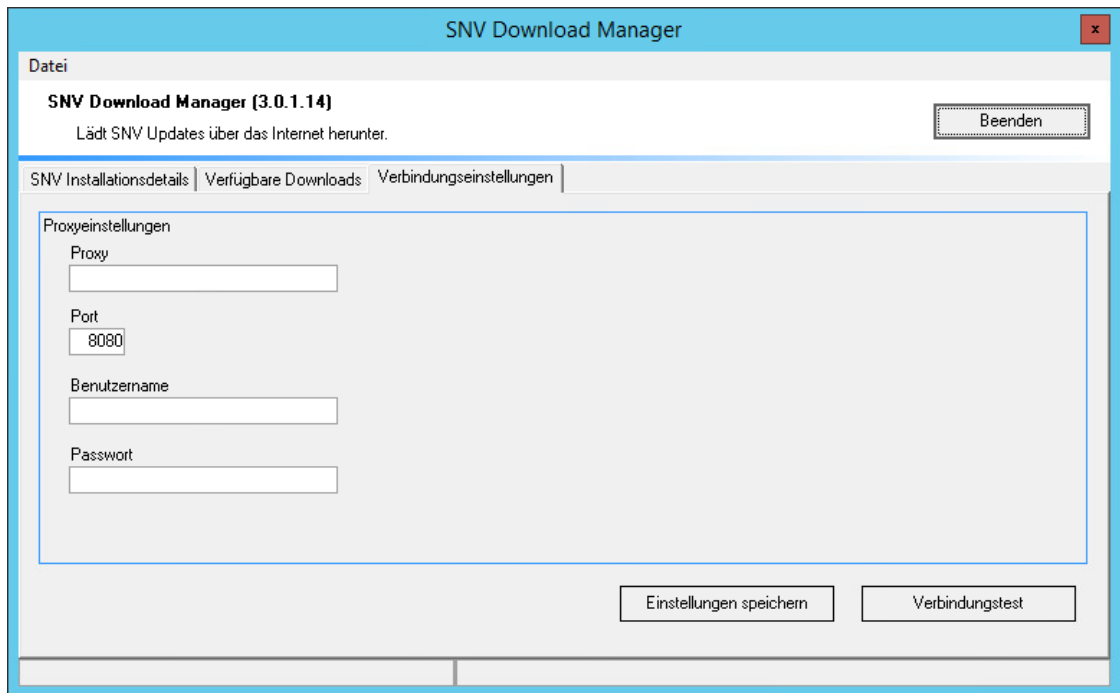 SNV Download Manager
x
Datei
SNV Download Manager (3.0.1.14)
Lädt SNV Updates über das Internet herunter.
Beenden
SNV Installationsdetails Verfügbare Downloads Verbindungseinstellungen
Proxyeinstellungen
Proxy
Port
8080
Benutzername
Passwort
Einstellungen speichern Verbindungstest